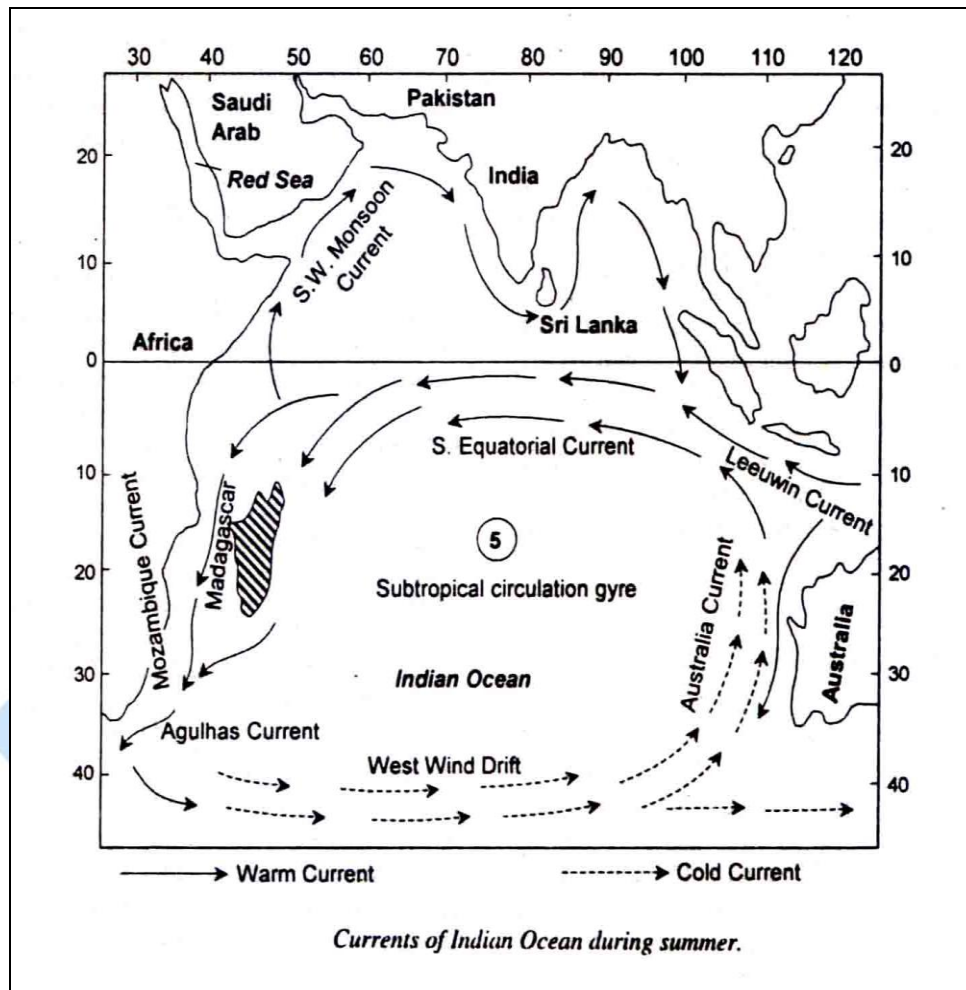 30 40 50 60 70 80 90 100 110 120
Saudi
Arab
Pakistan
20
Red Sea
India
20
S.W. Monsoon
Current
10
10
Africa
Sri Lanka
0
0
S. Equatorial Current
Leeuwin Current
10
10
Mozambique Current
Madagascar
5
Australia Current
20
Subtropical circulation gyre
20
Australia
30
Indian Ocean
30
Agulhas Current
West Wind Drift
40
40
Warm Current
Cold Current
Currents of Indian Ocean during summer.